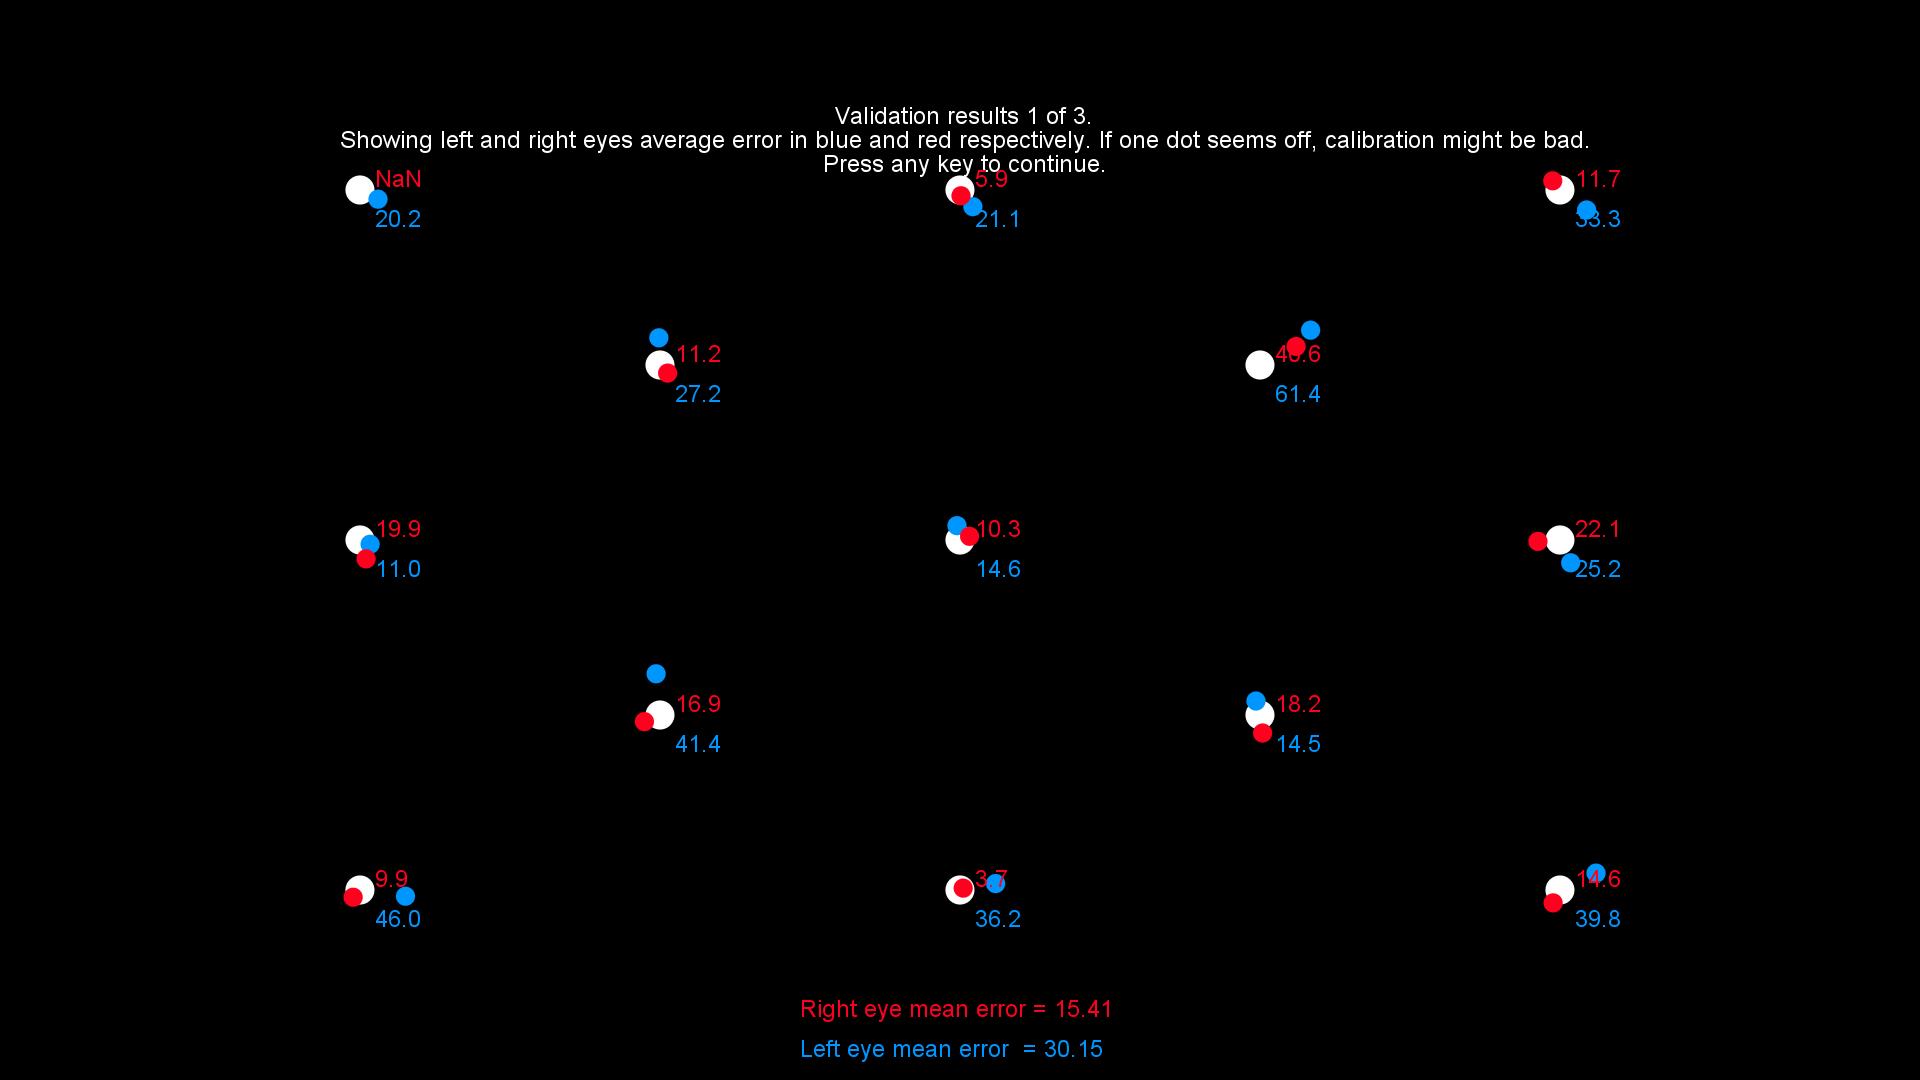 Validation results 1 of 3.
Showing left and right eyes average error in blue and red respectively. If one dot seems off, calibration might be bad.
Press any key to continue.
NaN 5.9 11.7
20.2 21.1 33.3
11.2 40.6
27.2 61.4
19.9 10.3 22.1
11.0 14.6 25.2
16.9 18.2
41.4 14.5
9.9 3.7 14.6
46.0 36.2 39.8
Right eye mean error = 15.41
Left eye mean error = 30.15